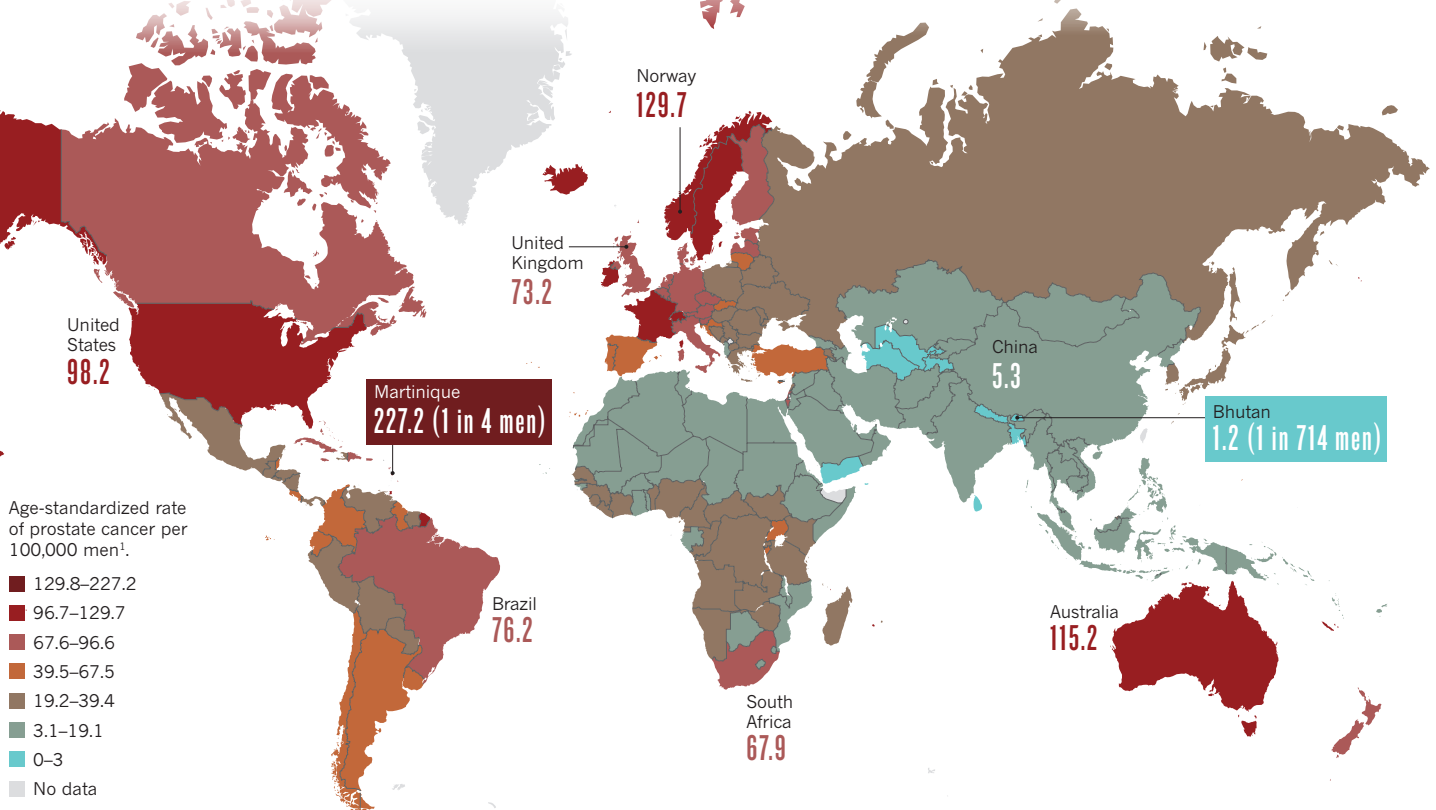 Norway
129.7
United
Kingdom
73.2
United
States
98.2
China
5.3
Martinique
227.2 (1 in 4 men)
Bhutan
1.2 (1 in 714 men)
Age-standardized rate
of prostate cancer per
100,000 men¹.
129.8–227.2
96.7–129.7
67.6–96.6
39.5–67.5
19.2–39.4
3.1–19.1
0–3
No data
Brazil
76.2
Australia
115.2
South
Africa
67.9